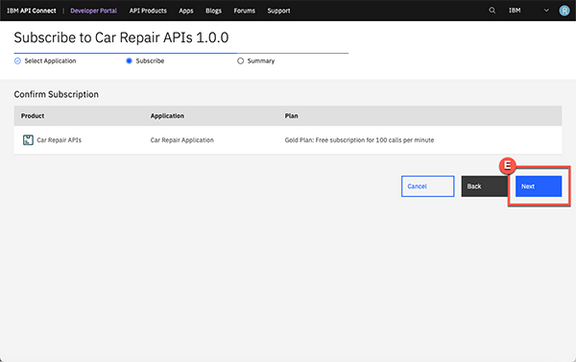 IBM API Connect | Developer Portal API Products Apps Blogs Forums Support IBM R
Subscribe to Car Repair APIs 1.0.0
Select Application Subscribe Summary
Confirm Subscription
Product Application Plan
Car Repair APIs Car Repair Application Gold Plan: Free subscription for 100 calls per minute
E
Cancel Back Next